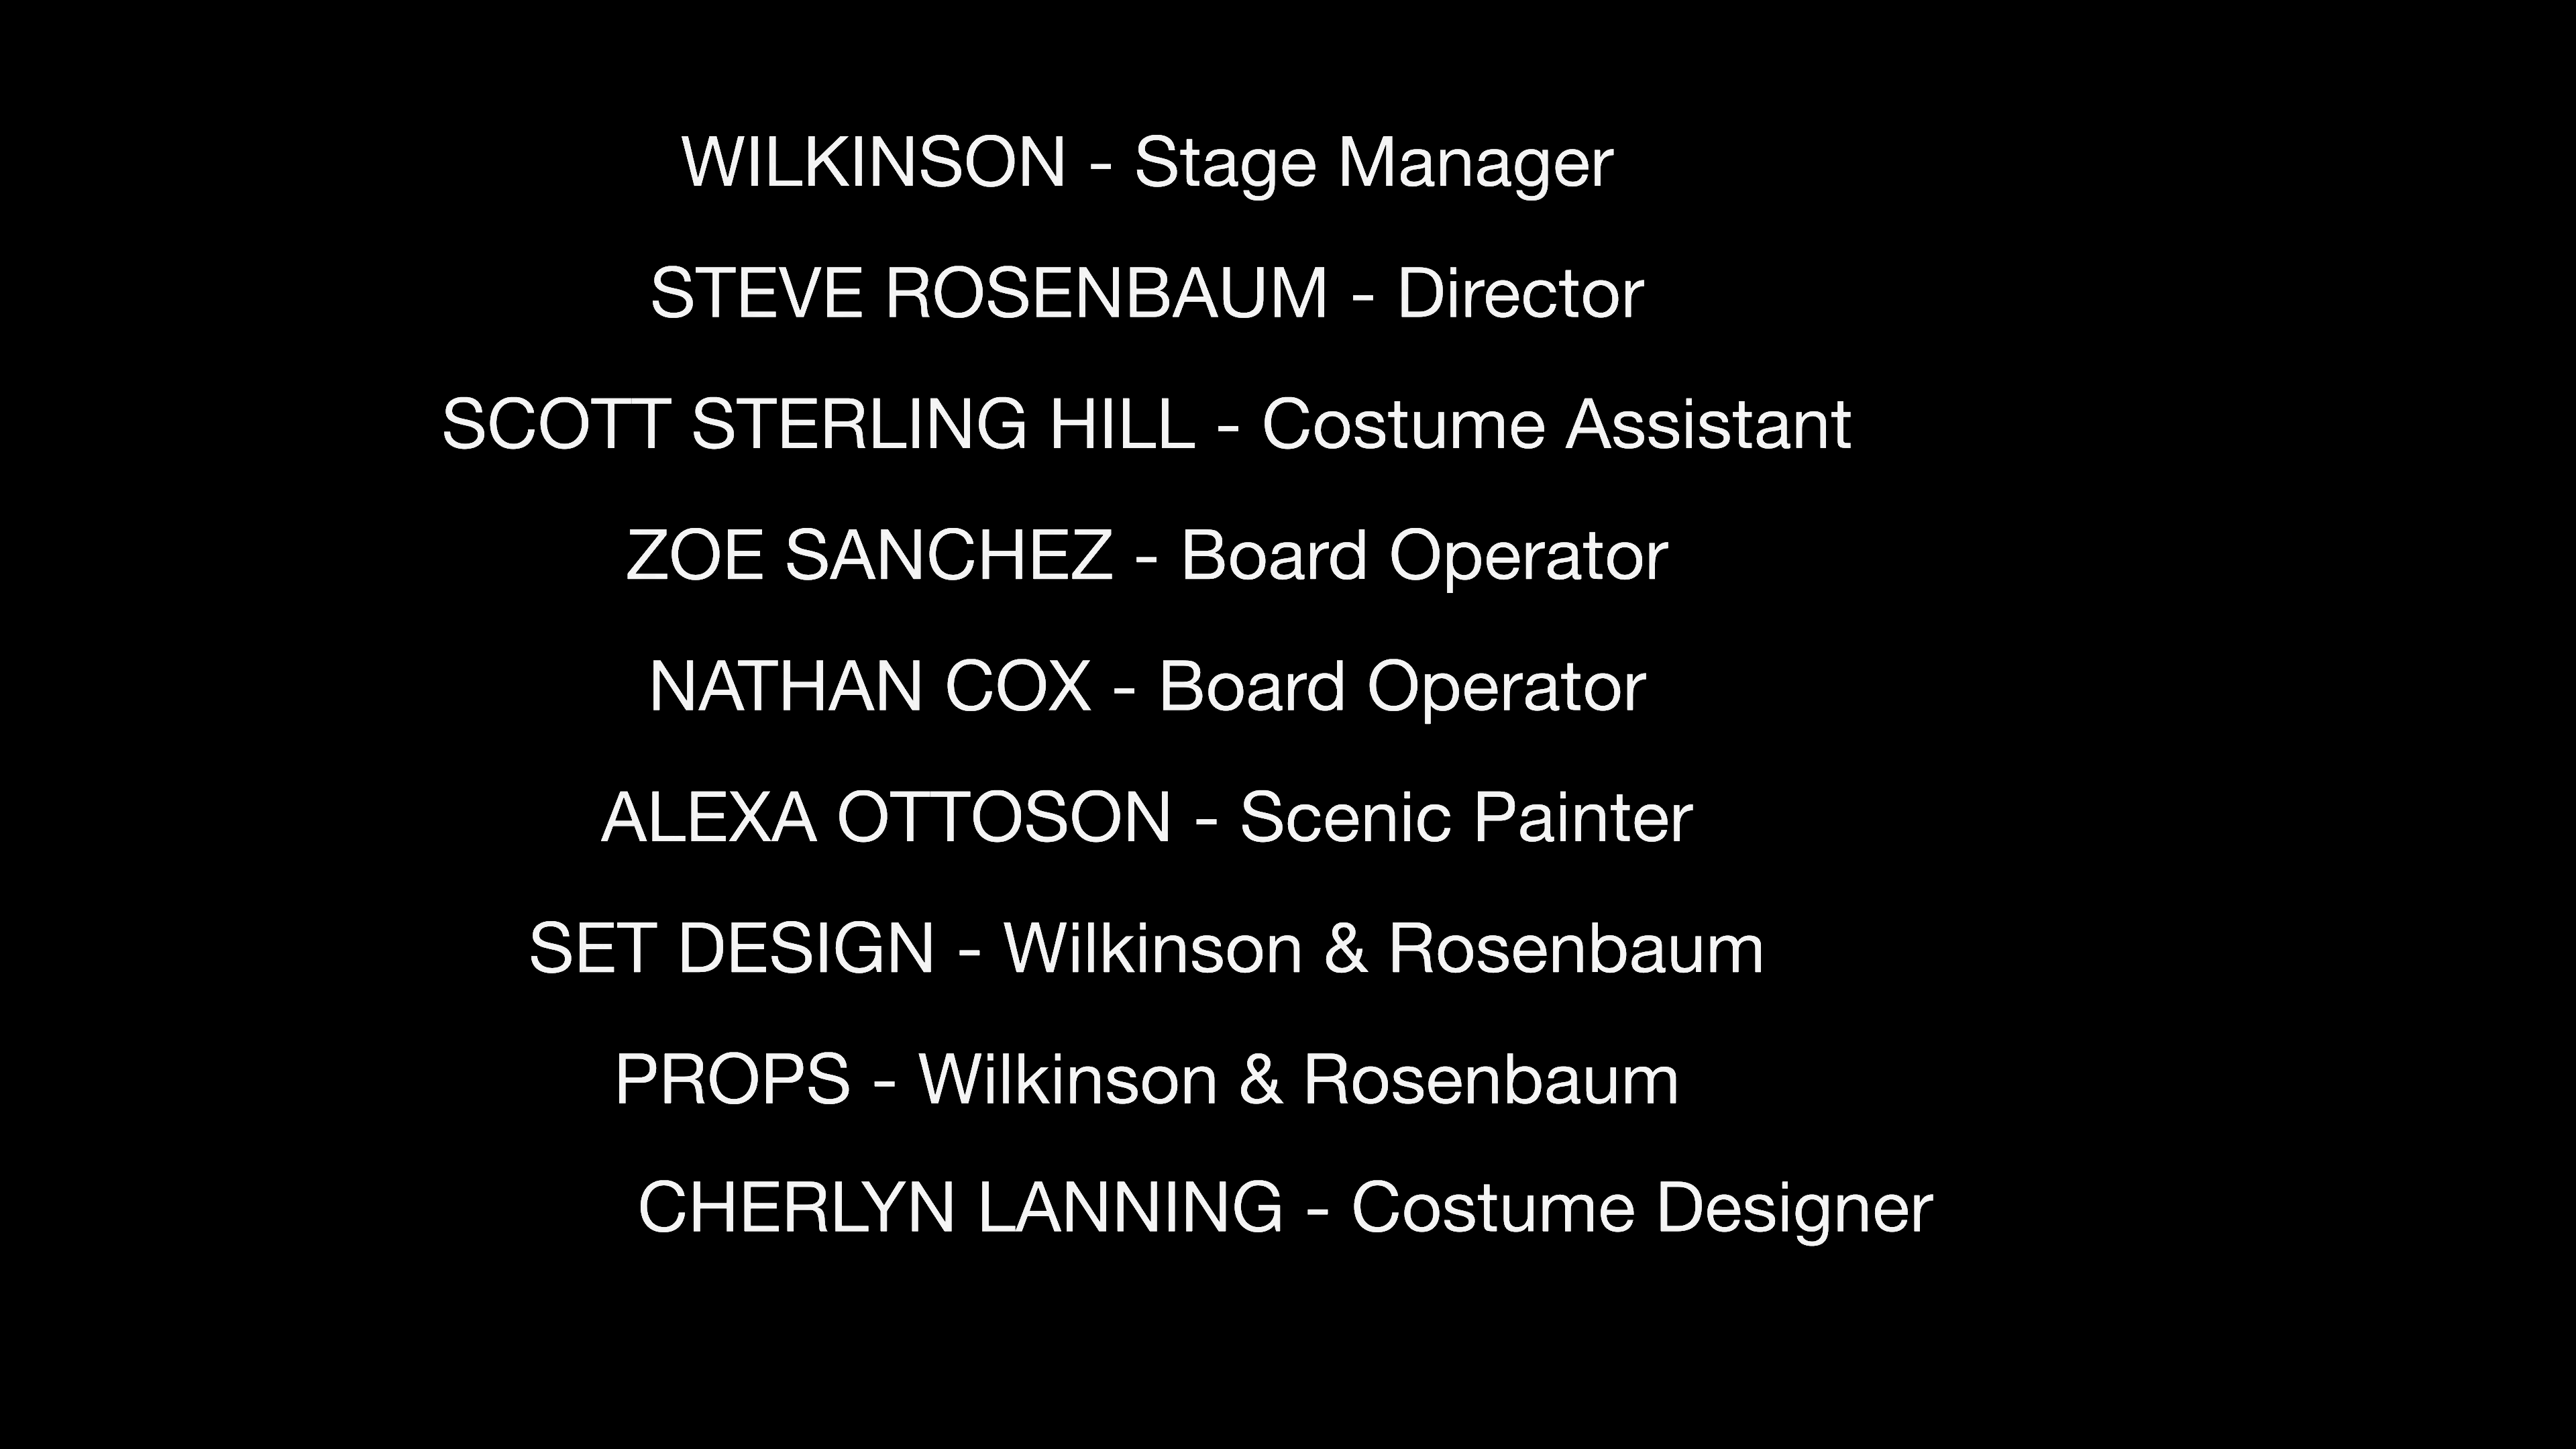 WILKINSON - Stage Manager
STEVE ROSENBAUM - Director
SCOTT STERLING HILL - Costume Assistant
ZOE SANCHEZ - Board Operator
NATHAN COX - Board Operator
ALEXA OTTOSON - Scenic Painter
SET DESIGN - Wilkinson & Rosenbaum
PROPS - Wilkinson & Rosenbaum
CHERLYN LANNING - Costume Designer